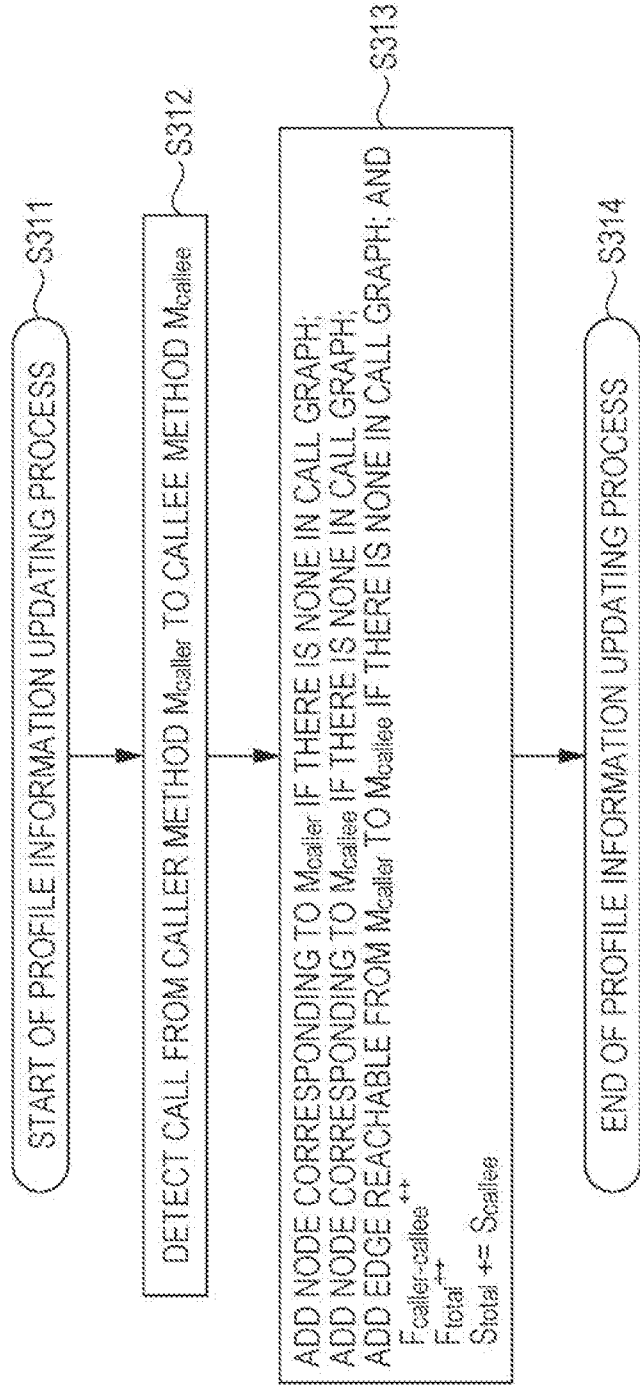 START OF PROFILE INFORMATION UPDATING PROCESS
S311
DETECT CALL FROM CALLER METHOD Mcaller TO CALLEE METHOD Mcallee
S312
ADD NODE CORRESPONDING TO Mcaller IF THERE IS NONE IN CALL GRAPH;
ADD NODE CORRESPONDING TO Mcallee IF THERE IS NONE IN CALL GRAPH;
ADD EDGE REACHABLE FROM Mcaller TO Mcallee IF THERE IS NONE IN CALL GRAPH; AND
Fcaller-callee++
Ftotal++
Stotal += Scallee
S313
END OF PROFILE INFORMATION UPDATING PROCESS
S314